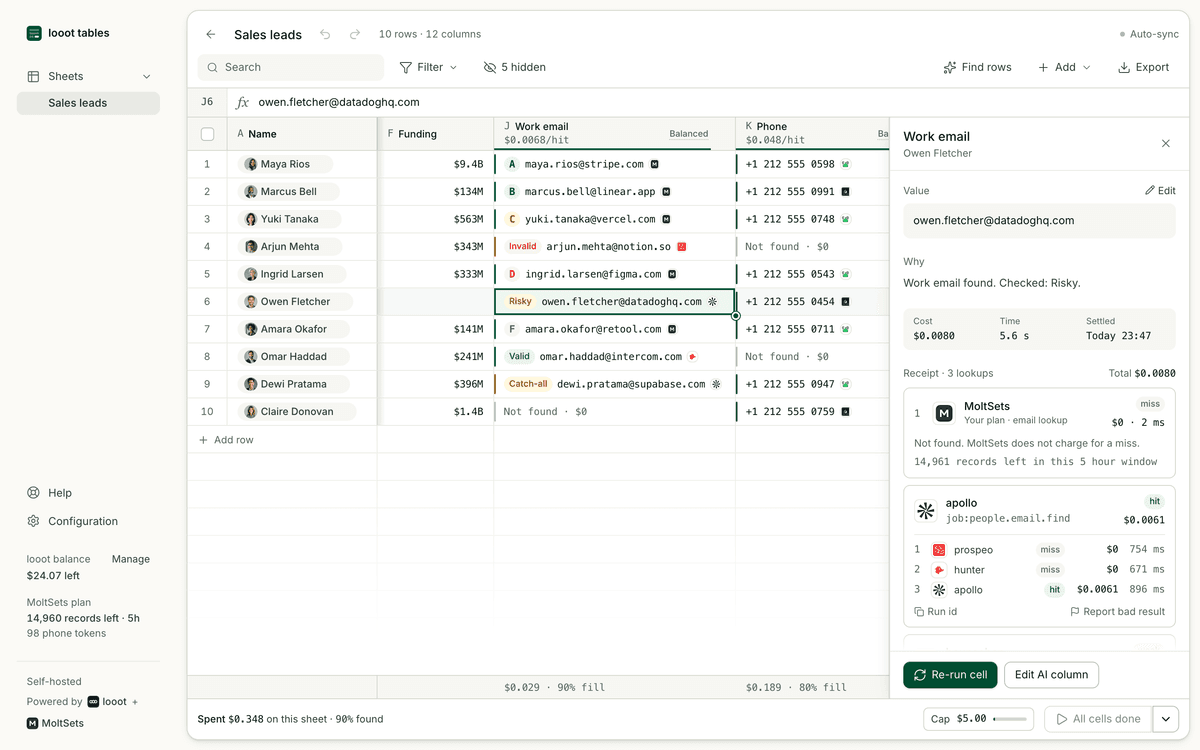 looot tables
Sheets
Sales leads
Help
Configuration
looot balance Manage
$24.07 left
MoltSets plan
14,960 records left · 5h
98 phone tokens
Self-hosted
Powered by looot +
M MoltSets
Sales leads 10 rows · 12 columns Auto-sync
Search Filter 5 hidden Find rows Add Export
J6 fx owen.fletcher@datadoghq.com
A Name F Funding J Work email $0.0068/hit Balanced K Phone $0.048/hit Ba
1 Maya Rios $9.4B A maya.rios@stripe.com M +1 212 555 0598
2 Marcus Bell $134M B marcus.bell@linear.app M +1 212 555 0991
3 Yuki Tanaka $563M C yuki.tanaka@vercel.com M +1 212 555 0748
4 Arjun Mehta $343M Invalid arjun.mehta@notion.so Not found · $0
5 Ingrid Larsen $333M D ingrid.larsen@figma.com M +1 212 555 0543
6 Owen Fletcher Risky owen.fletcher@datadoghq.com +1 212 555 0454
7 Amara Okafor $141M F amara.okafor@retool.com M +1 212 555 0711
8 Omar Haddad $241M Valid omar.haddad@intercom.com Not found · $0
9 Dewi Pratama $396M Catch-all dewi.pratama@supabase.com +1 212 555 0947
10 Claire Donovan $1.4B Not found · $0 +1 212 555 0759
+ Add row
$0.029 · 90% fill $0.189 · 80% fill
Spent $0.348 on this sheet · 90% found Cap $5.00 All cells done
Work email
Owen Fletcher
Value Edit
owen.fletcher@datadoghq.com
Why
Work email found. Checked: Risky.
Cost Time Settled
$0.0080 5.6 s Today 23:47
Receipt · 3 lookups Total $0.0080
1 M MoltSets miss
Your plan · email lookup $0 · 2 ms
Not found. MoltSets does not charge for a miss.
14,961 records left in this 5 hour window
apollo hit
job:people.email.find $0.0061
1 prospeo miss $0 754 ms
2 hunter miss $0 671 ms
3 apollo hit $0.0061 896 ms
Run id Report bad result
Re-run cell Edit AI column